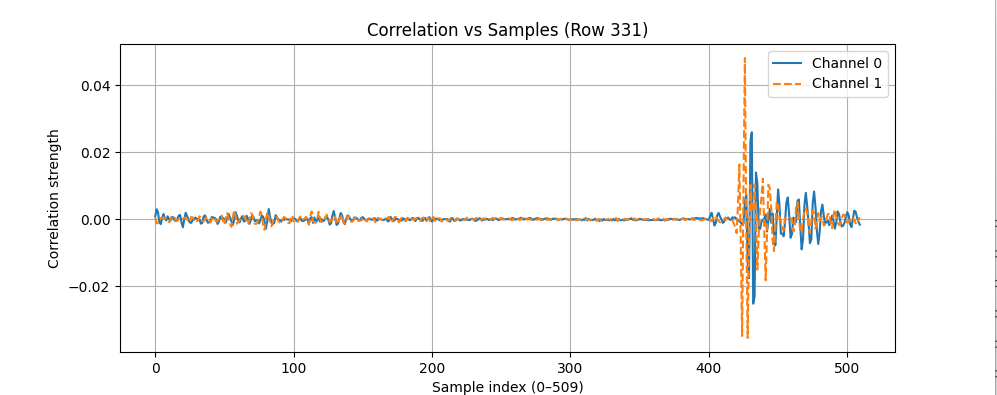 Correlation vs Samples (Row 331)
Channel 0
Channel 1
0.04
0.02
0.00
−0.02
Correlation strength
0 100 200 300 400 500
Sample index (0–509)